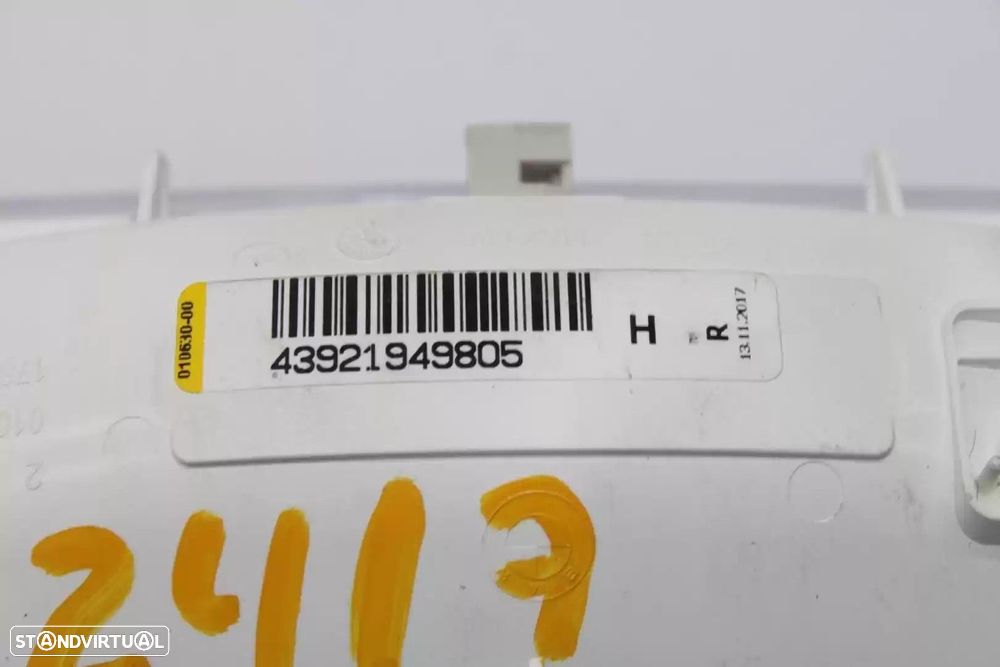 010630-00
43921949805
H
R
13.11.2017
2417
STANDVIRTUAL